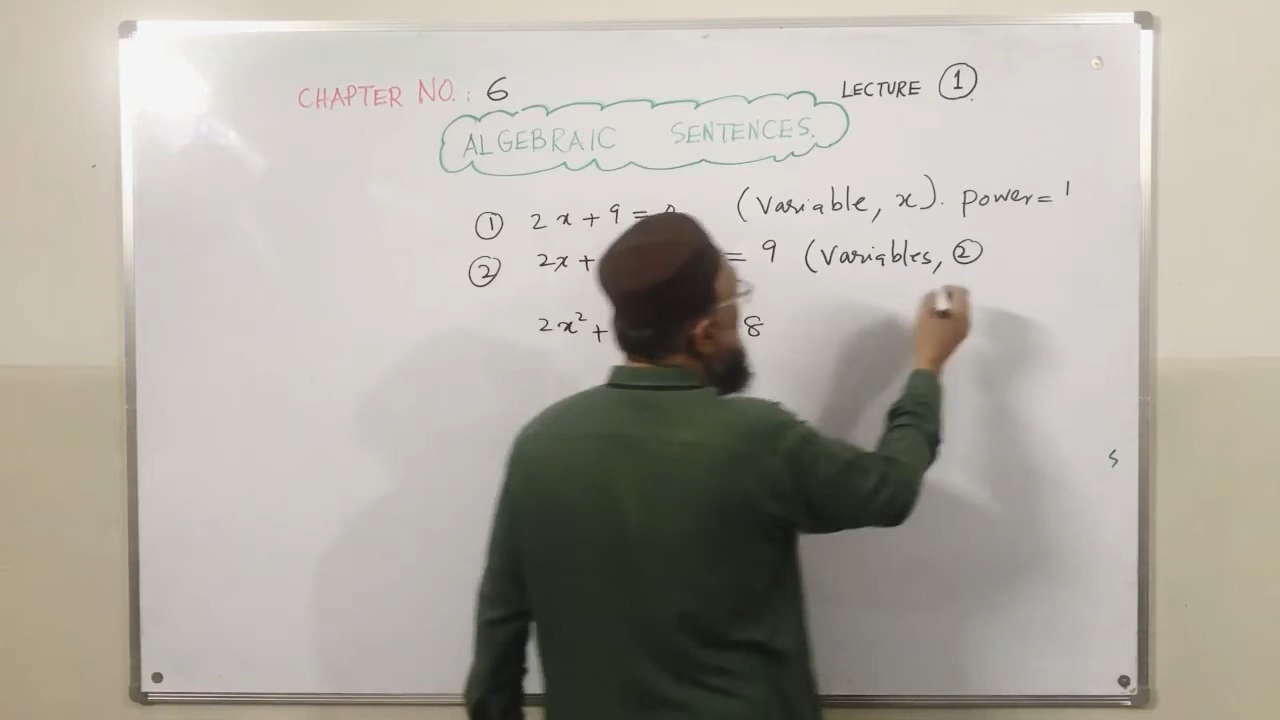 CHAPTER NO.: 6
LECTURE ①.
ALGEBRAIC SENTENCES.
① 2x + 9 = (Variable, x). power = 1
② 2x + = 9 (Variables, ②
2x² + 8
S